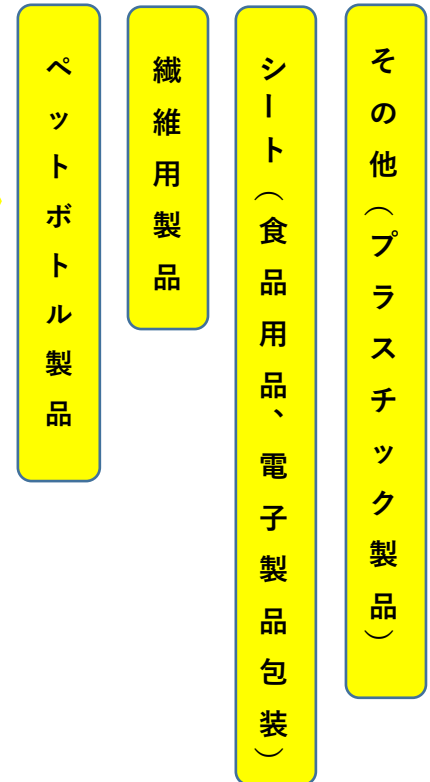 ペットボトル製品
繊維用製品
シート（食品用品、電子製品包装）
その他（プラスチック製品）